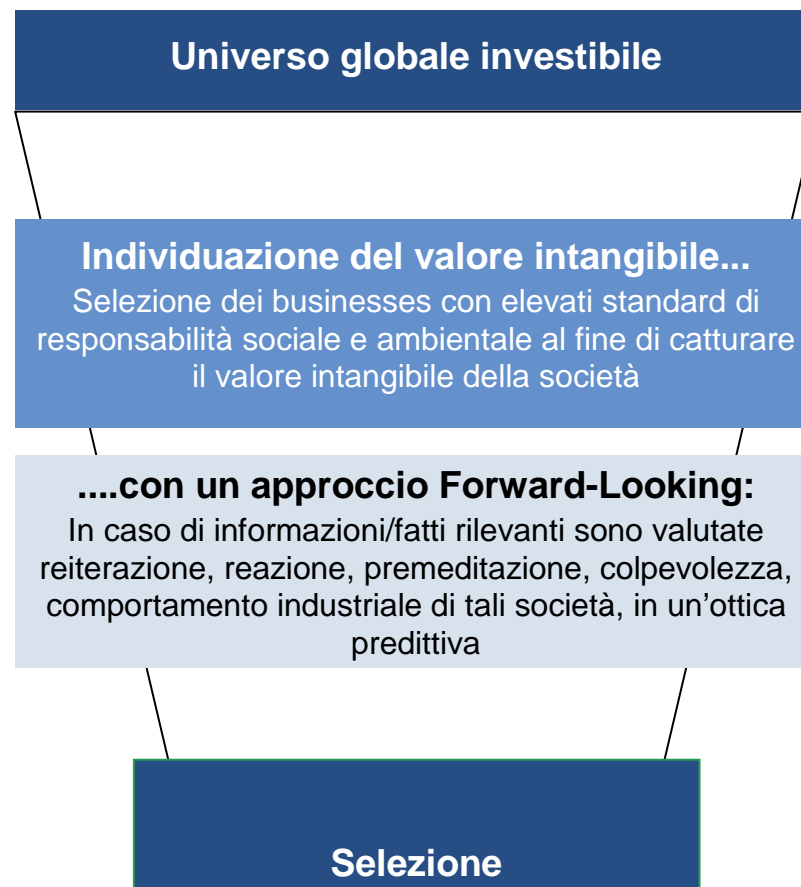 Universo globale investibile
Individuazione del valore intangibile...
Selezione dei businesses con elevati standard di
responsabilità sociale e ambientale al fine di catturare
il valore intangibile della società
....con un approccio Forward-Looking:
In caso di informazioni/fatti rilevanti sono valutate
reiterazione, reazione, premeditazione, colpevolezza,
comportamento industriale di tali società, in un’ottica
predittiva
Selezione